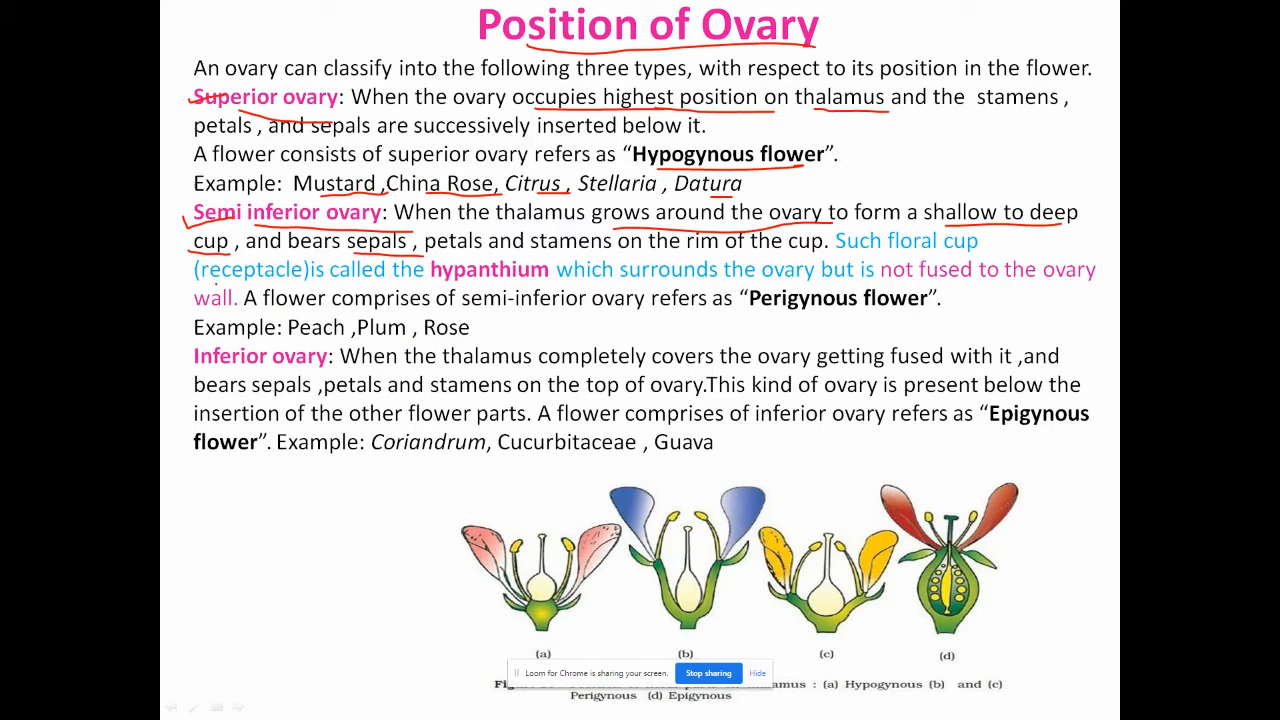 Position of Ovary
An ovary can classify into the following three types, with respect to its position in the flower.
Superior ovary: When the ovary occupies highest position on thalamus and the  stamens ,
petals , and sepals are successively inserted below it.
A flower consists of superior ovary refers as “Hypogynous flower”.
Example:  Mustard ,China Rose, Citrus , Stellaria , Datura
Semi inferior ovary: When the thalamus grows around the ovary to form a shallow to deep
cup , and bears sepals , petals and stamens on the rim of the cup. Such floral cup
(receptacle)is called the hypanthium which surrounds the ovary but is not fused to the ovary
wall. A flower comprises of semi-inferior ovary refers as “Perigynous flower”.
Example: Peach ,Plum , Rose
Inferior ovary: When the thalamus completely covers the ovary getting fused with it ,and
bears sepals ,petals and stamens on the top of ovary.This kind of ovary is present below the
insertion of the other flower parts. A flower comprises of inferior ovary refers as “Epigynous
flower”. Example: Coriandrum, Cucurbitaceae , Guava
(a) (b) (c) (d)
Loom for Chrome is sharing your screen. Stop sharing Hide
: (a) Hypogynous (b) and (c)
Perigynous (d) Epigynous